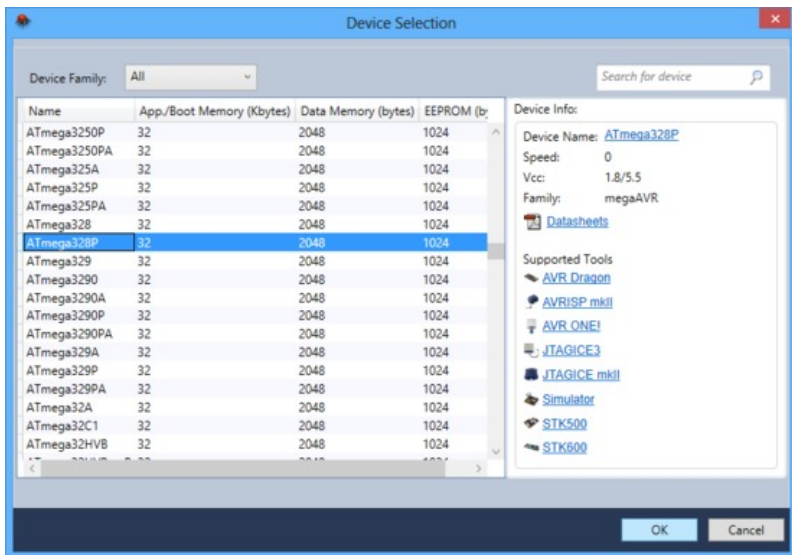 Device Selection
Device Family: All
Search for device
Name App./Boot Memory (Kbytes) Data Memory (bytes) EEPROM (by
ATmega3250P 32 2048 1024
ATmega3250PA 32 2048 1024
ATmega325A 32 2048 1024
ATmega325P 32 2048 1024
ATmega325PA 32 2048 1024
ATmega328 32 2048 1024
ATmega328P 32 2048 1024
ATmega329 32 2048 1024
ATmega3290 32 2048 1024
ATmega3290A 32 2048 1024
ATmega3290P 32 2048 1024
ATmega3290PA 32 2048 1024
ATmega329A 32 2048 1024
ATmega329P 32 2048 1024
ATmega329PA 32 2048 1024
ATmega32A 32 2048 1024
ATmega32C1 32 2048 1024
ATmega32HVB 32 2048 1024
Device Info:
Device Name: ATmega328P
Speed: 0
Vcc: 1.8/5.5
Family: megaAVR
Datasheets
Supported Tools
AVR Dragon
AVRISP mkII
AVR ONE!
JTAGICE3
JTAGICE mkII
Simulator
STK500
STK600
OK Cancel